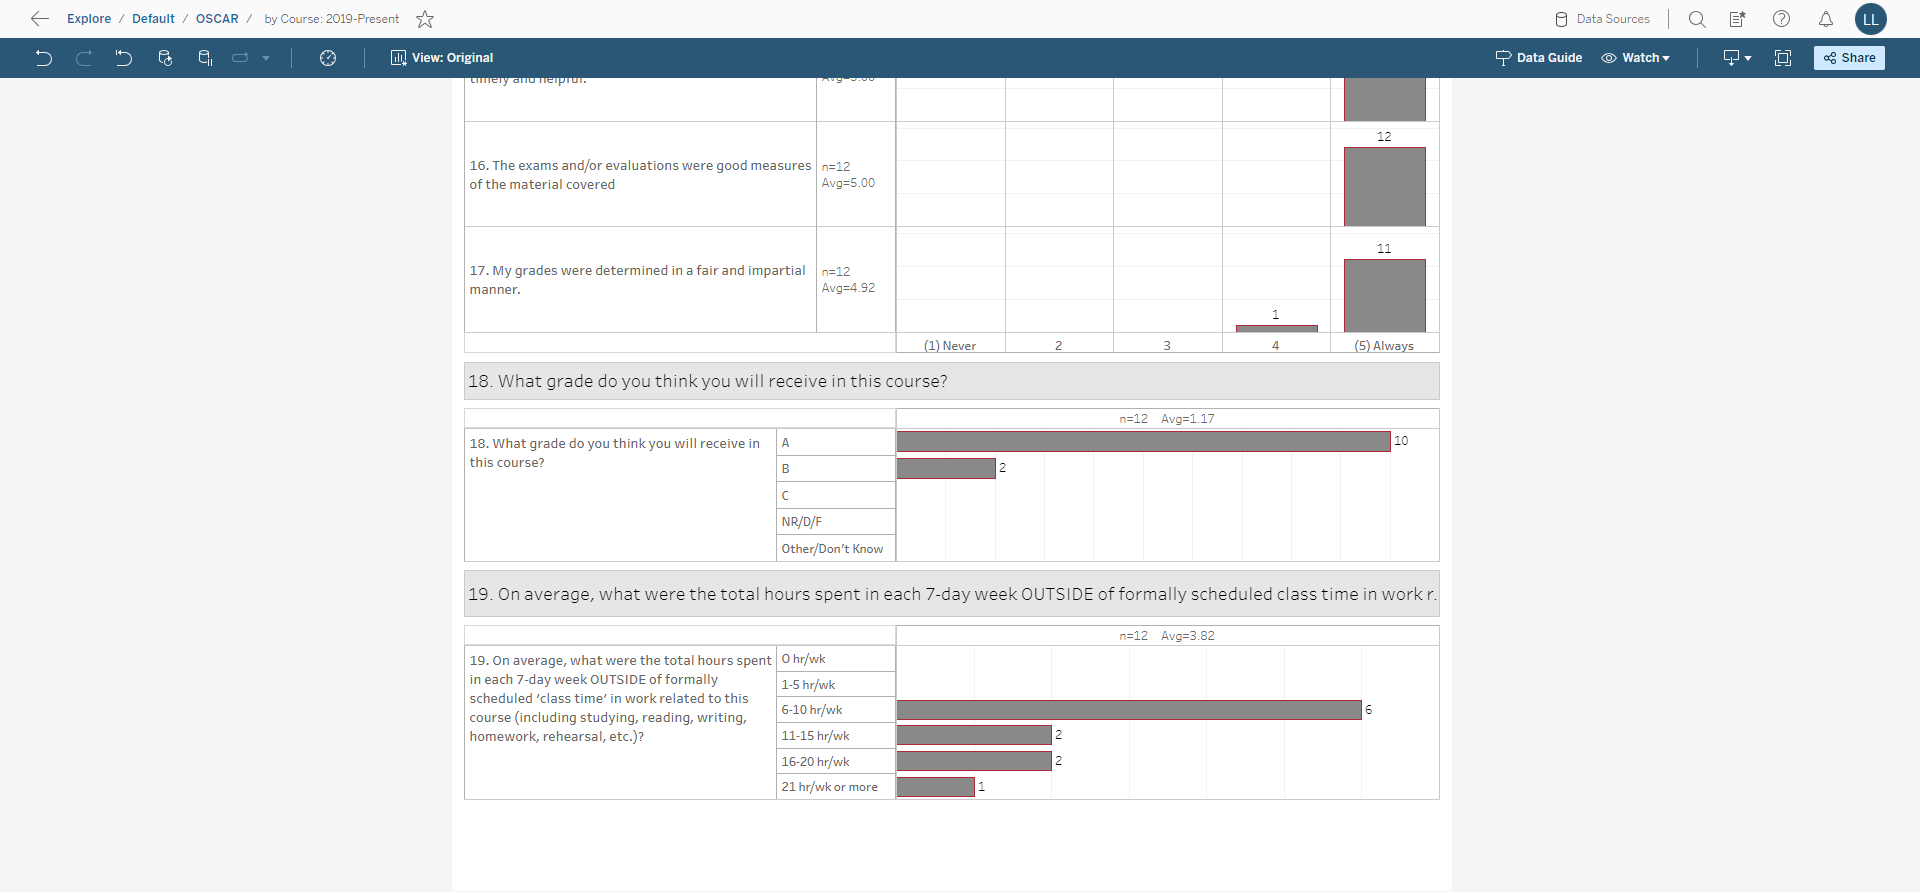 Explore / Default / OSCAR / by Course: 2019-Present
Data Sources
LL
View: Original
Data Guide
Watch
Share
timely and helpful.
Avg=5.00
12
16. The exams and/or evaluations were good measures
of the material covered
n=12
Avg=5.00
11
17. My grades were determined in a fair and impartial
manner.
n=12
Avg=4.92
1
(1) Never 2 3 4 (5) Always
18. What grade do you think you will receive in this course?
n=12 Avg=1.17
18. What grade do you think you will receive in
this course?
A 10
B 2
C
NR/D/F
Other/Don't Know
19. On average, what were the total hours spent in each 7-day week OUTSIDE of formally scheduled class time in work r.
n=12 Avg=3.82
19. On average, what were the total hours spent
in each 7-day week OUTSIDE of formally
scheduled ‘class time’ in work related to this
course (including studying, reading, writing,
homework, rehearsal, etc.)?
0 hr/wk
1-5 hr/wk
6-10 hr/wk 6
11-15 hr/wk 2
16-20 hr/wk 2
21 hr/wk or more 1